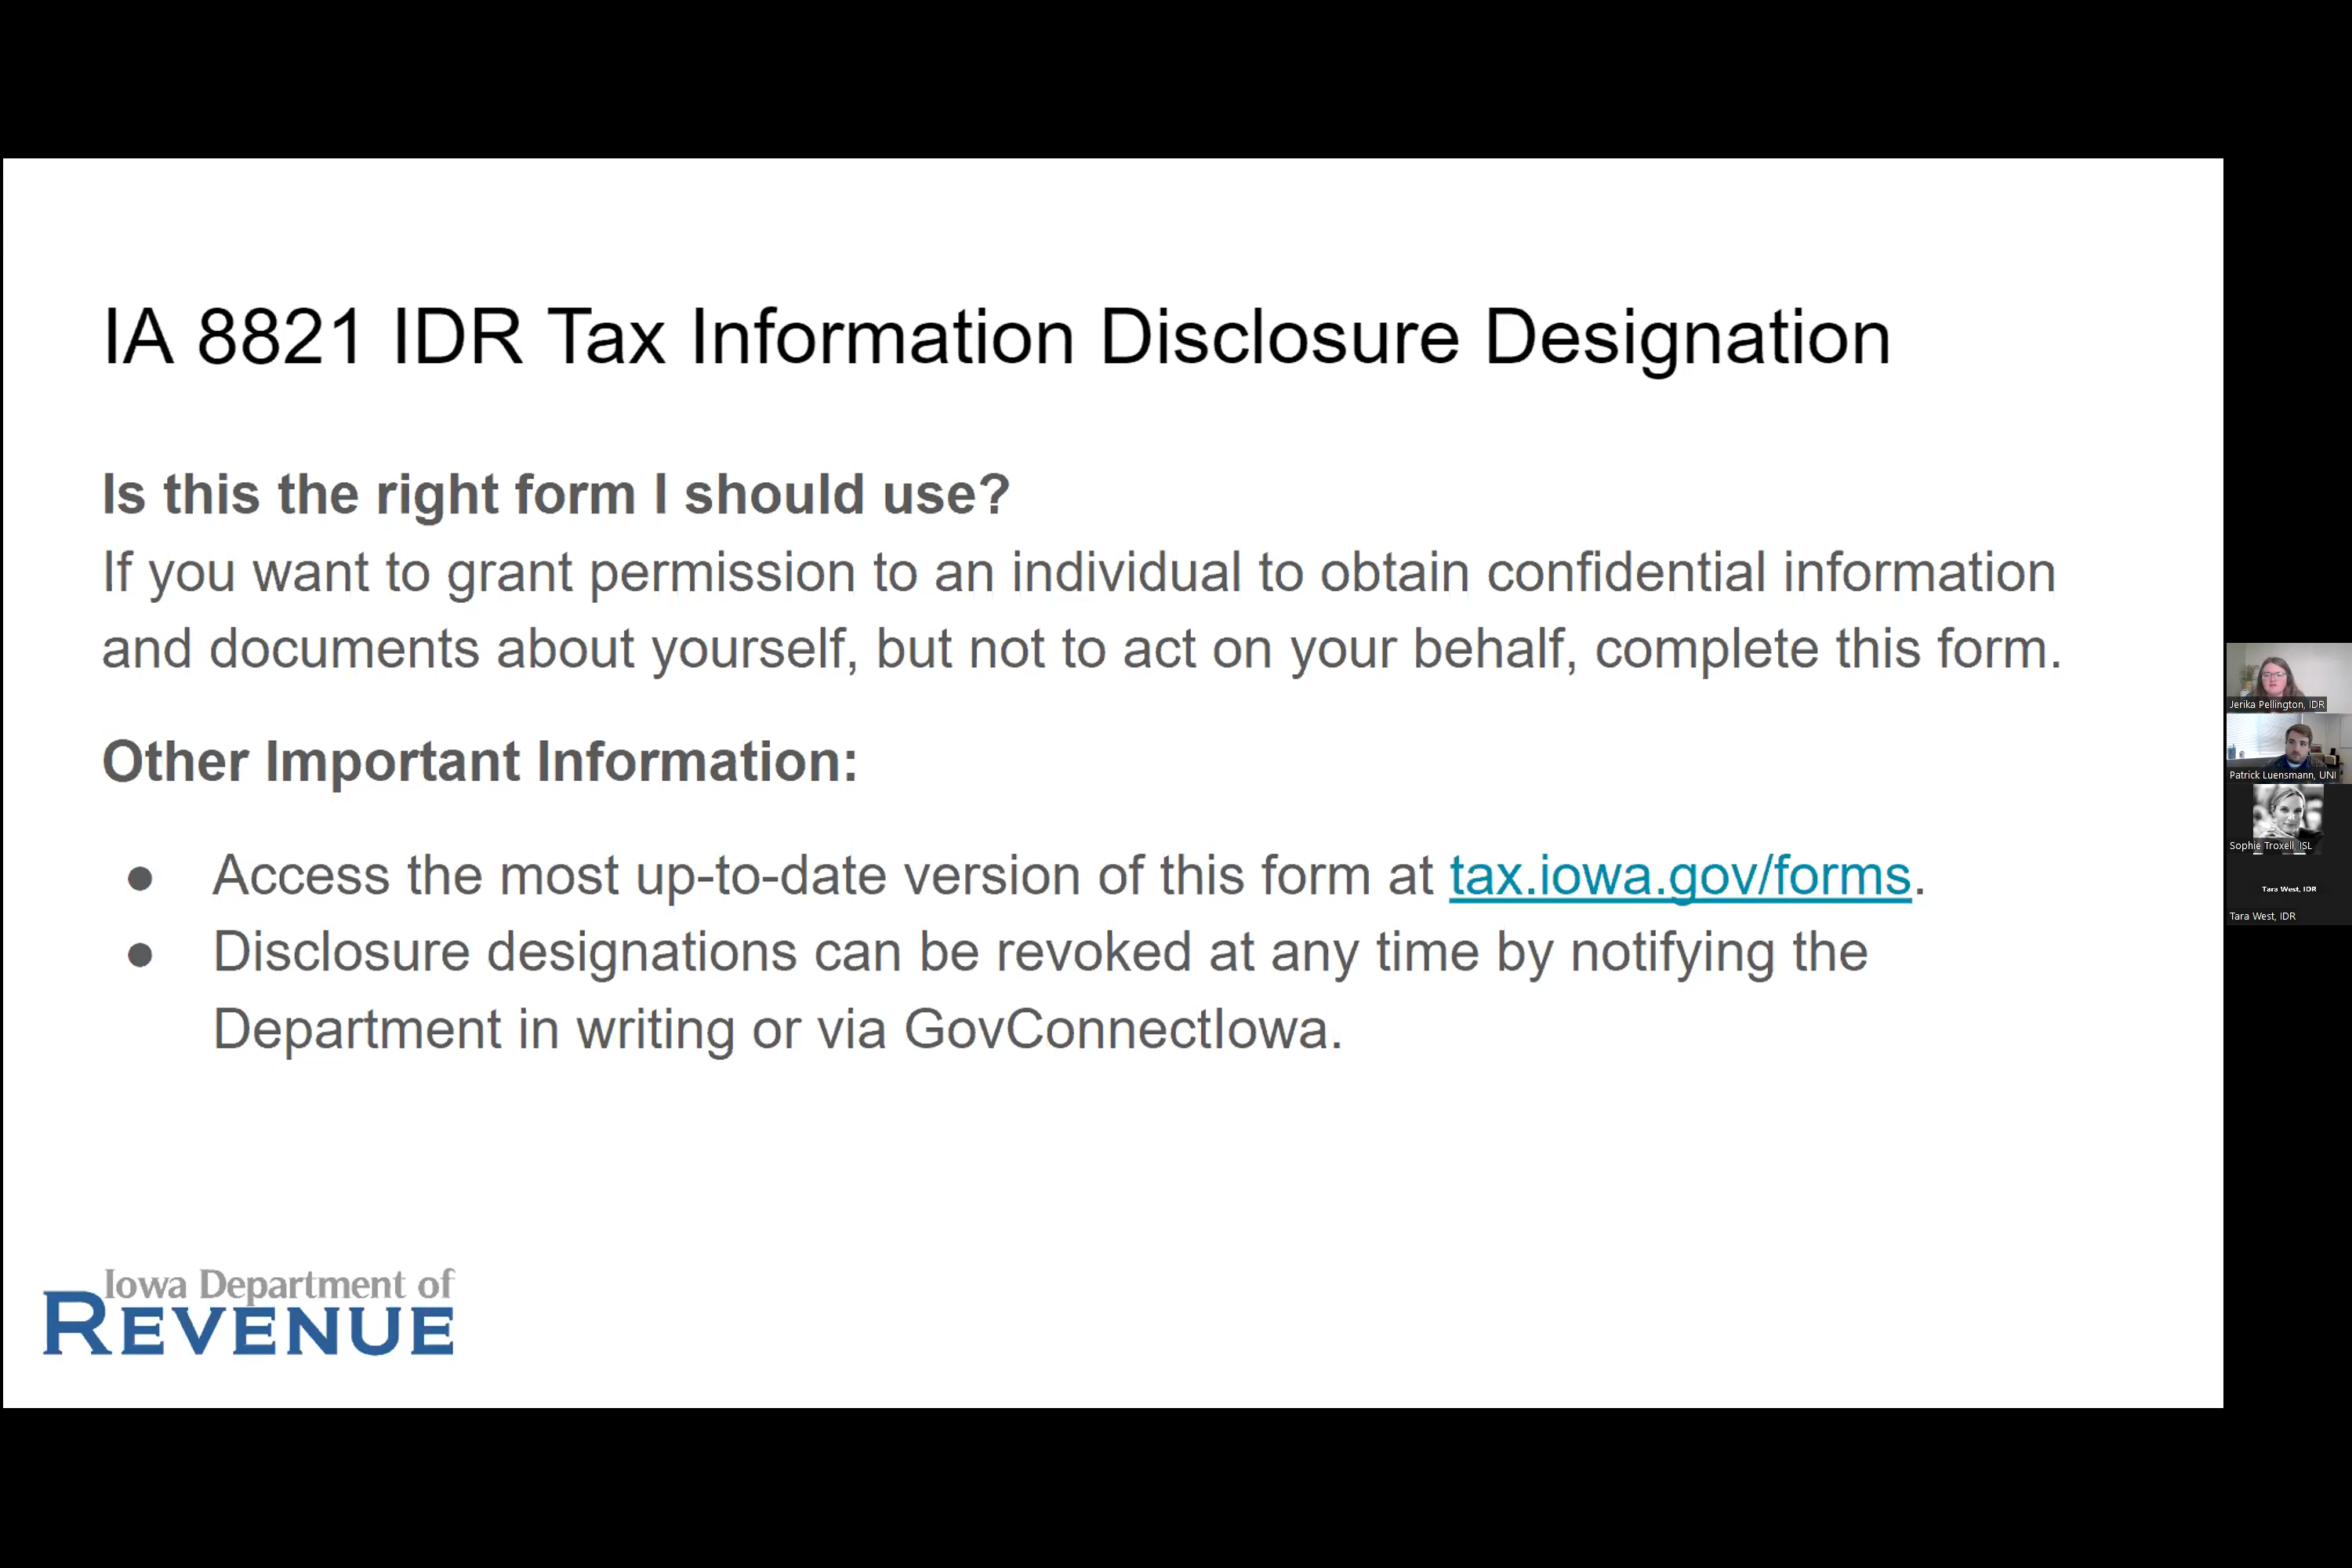 IA 8821 IDR Tax Information Disclosure Designation
Is this the right form I should use?
If you want to grant permission to an individual to obtain confidential information
and documents about yourself, but not to act on your behalf, complete this form.
Other Important Information:
● Access the most up-to-date version of this form at tax.iowa.gov/forms.
● Disclosure designations can be revoked at any time by notifying the
Department in writing or via GovConnectIowa.
Iowa Department of
REVENUE
Jerika Pellington, IDR
Patrick Luensmann, UNI
Sophie Troxell, ISL
Tara West, IDR
Tara West, IDR